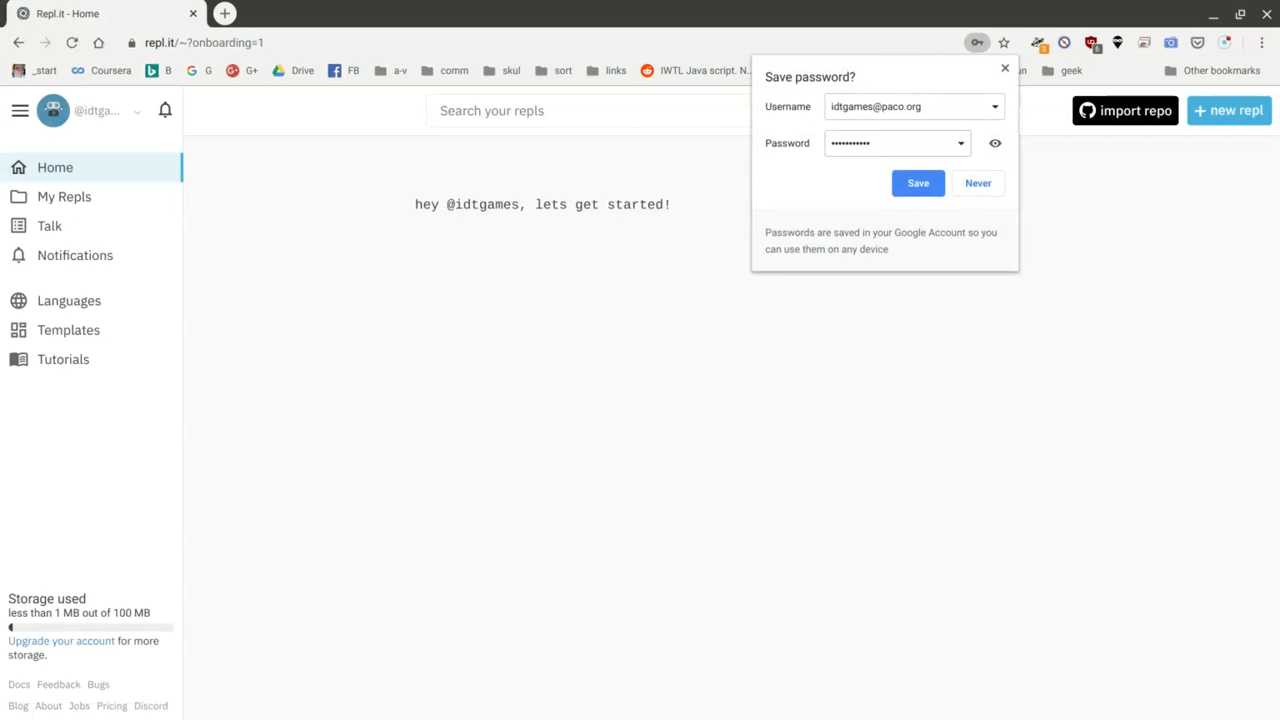 Repl.it - Home
repl.it/~?onboarding=1
_start
Coursera
B
G
G+
Drive
FB
a-v
comm
skul
sort
links
IWTL Java script. N...
geek
Other bookmarks
@idtga...
Search your repls
import repo
+ new repl
Save password?
Username idtgames@paco.org
Password •••••••••••
Save Never
Passwords are saved in your Google Account so you
can use them on any device
Home
My Repls
Talk
Notifications
Languages
Templates
Tutorials
hey @idtgames, lets get started!
Storage used
less than 1 MB out of 100 MB
Upgrade your account for more
storage.
Docs Feedback Bugs
Blog About Jobs Pricing Discord